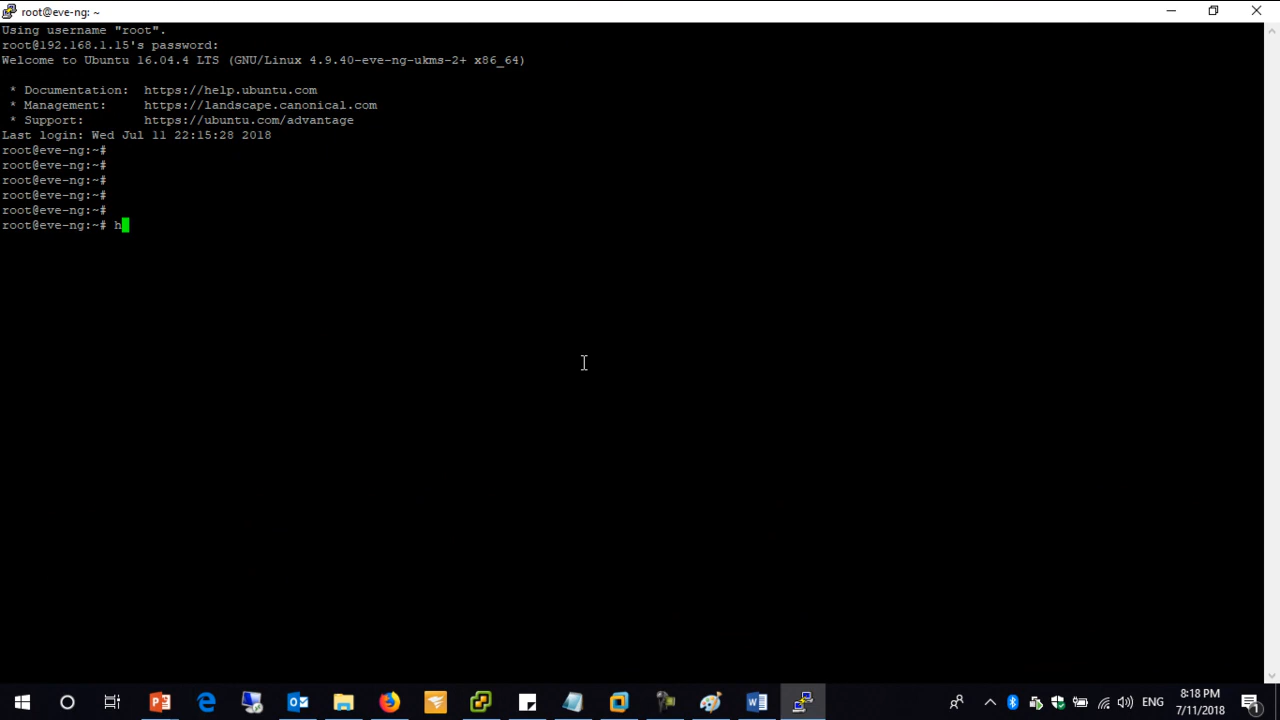 root@eve-ng: ~
Using username "root".
root@192.168.1.15's password:
Welcome to Ubuntu 16.04.4 LTS (GNU/Linux 4.9.40-eve-ng-ukms-2+ x86_64)
* Documentation:  https://help.ubuntu.com
* Management:     https://landscape.canonical.com
* Support:        https://ubuntu.com/advantage
Last login: Wed Jul 11 22:15:28 2018
root@eve-ng:~#
root@eve-ng:~#
root@eve-ng:~#
root@eve-ng:~#
root@eve-ng:~#
root@eve-ng:~# h
ENG
8:18 PM
7/11/2018